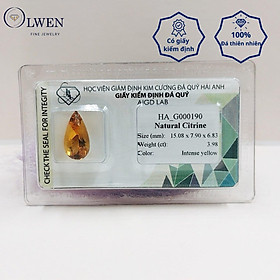 OLWEN
FINE JEWELRY
Có giấy
kiểm định
100%
Đá thiên nhiên
HỌC VIỆN GIÁM ĐỊNH KIM CƯƠNG ĐÁ QUÝ HẢI ANH
GIẤY KIỂM ĐỊNH ĐÁ QUÝ
AJGD LAB
CHECK THE SEAL FOR INTEGRITY
HA_G000190
Natural Citrine
Size (mm): 15.08 x 7.90 x 6.83
Weight (ct): 3.98
Color: Intense yellow